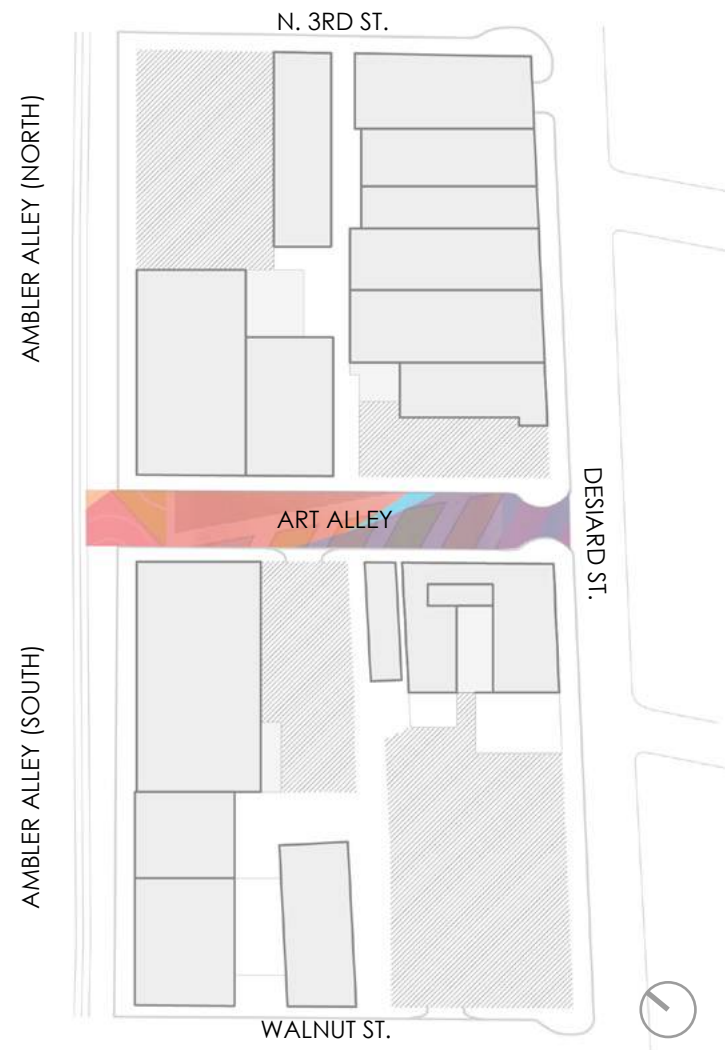 N. 3RD ST.
AMBLER ALLEY (NORTH)
ART ALLEY
DESIARD ST.
AMBLER ALLEY (SOUTH)
WALNUT ST.